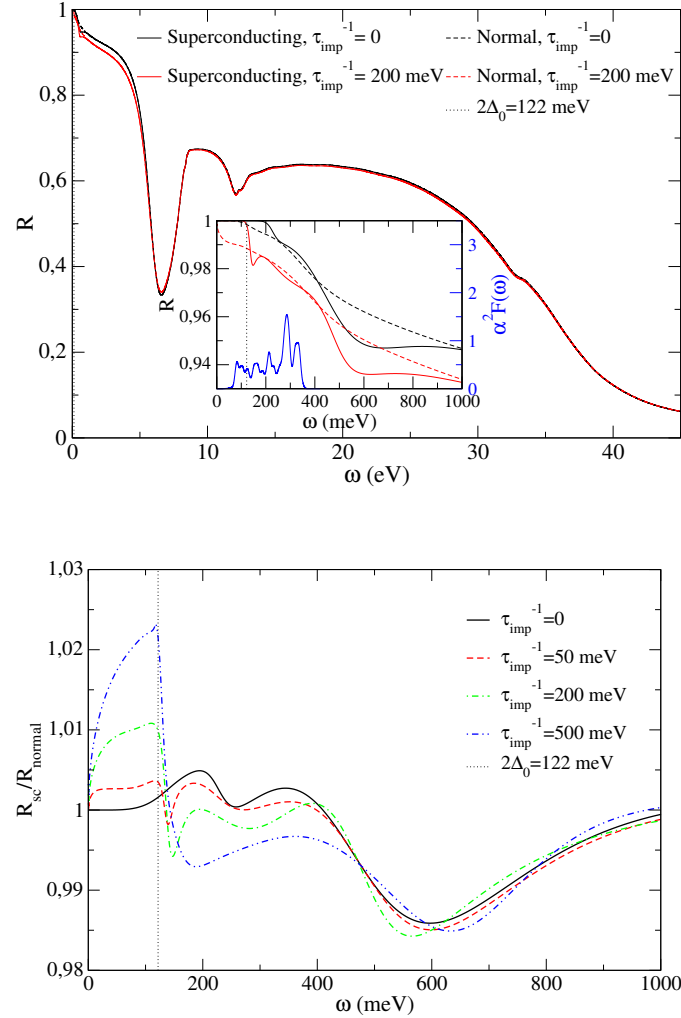 1
0.8
0.6
0.4
0.2
0
R
Superconducting, τimp⁻¹= 0
Normal, τimp⁻¹=0
Superconducting, τimp⁻¹ = 200 meV
Normal, τimp⁻¹=200 meV
2Δ₀=122 meV
1
0,98
0,96
0,94
R
3
2
1
0
α²F(ω)
0 200 400 600 800 1000
ω (meV)
0 10 20 30 40
ω (eV)
1,03
1,02
1,01
1
0,99
0,98
Rsc/Rnormal
τimp⁻¹=0
τimp⁻¹=50 meV
τimp⁻¹=200 meV
τimp⁻¹=500 meV
2Δ₀=122 meV
0 200 400 600 800 1000
ω (meV)